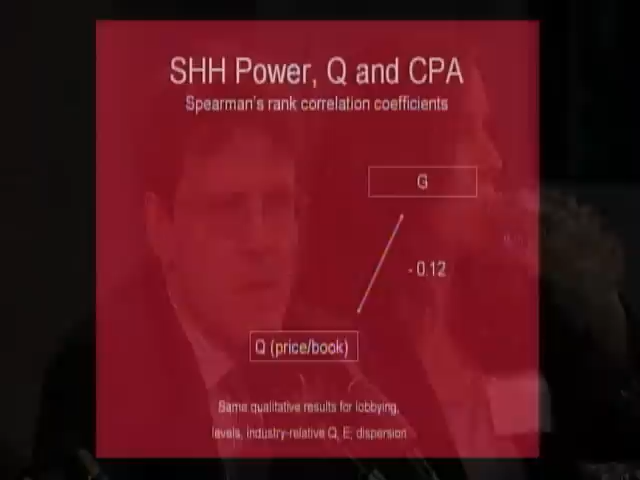 SHH Power, Q and CPA
Spearman's rank correlation coefficients
G
- 0.12
Q (price/book)
Same qualitative results for lobbying,
levels, industry-relative Q, E, dispersion